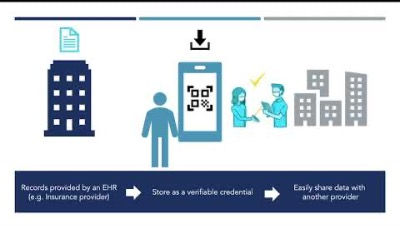 Records provided by an EHR
(e.g. Insurance provider)
Store as a verifiable credential
Easily share data with
another provider